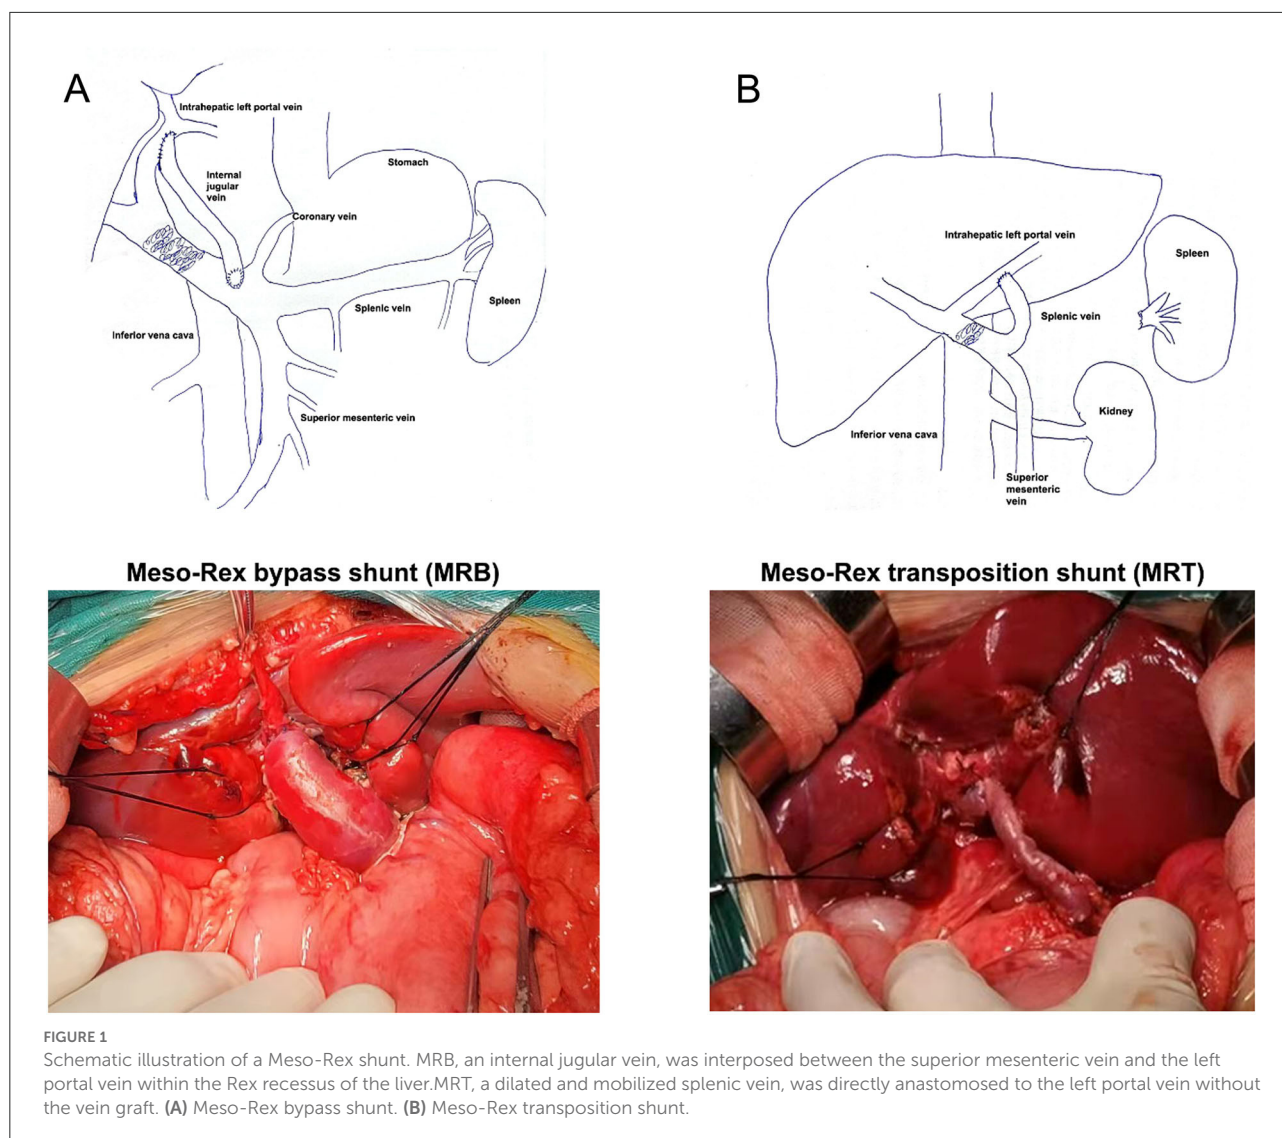 A
Intrahepatic left portal vein
Stomach
Internal
jugular
vein
Coronary vein
Splenic vein
Spleen
Inferior vena cava
Superior mesenteric vein
B
Intrahepatic left portal vein
Spleen
Splenic vein
Kidney
Inferior vena cava
Superior
mesenteric
vein
Meso-Rex bypass shunt (MRB)
Meso-Rex transposition shunt (MRT)
FIGURE 1
Schematic illustration of a Meso-Rex shunt. MRB, an internal jugular vein, was interposed between the superior mesenteric vein and the left
portal vein within the Rex recessus of the liver.MRT, a dilated and mobilized splenic vein, was directly anastomosed to the left portal vein without
the vein graft. (A) Meso-Rex bypass shunt. (B) Meso-Rex transposition shunt.